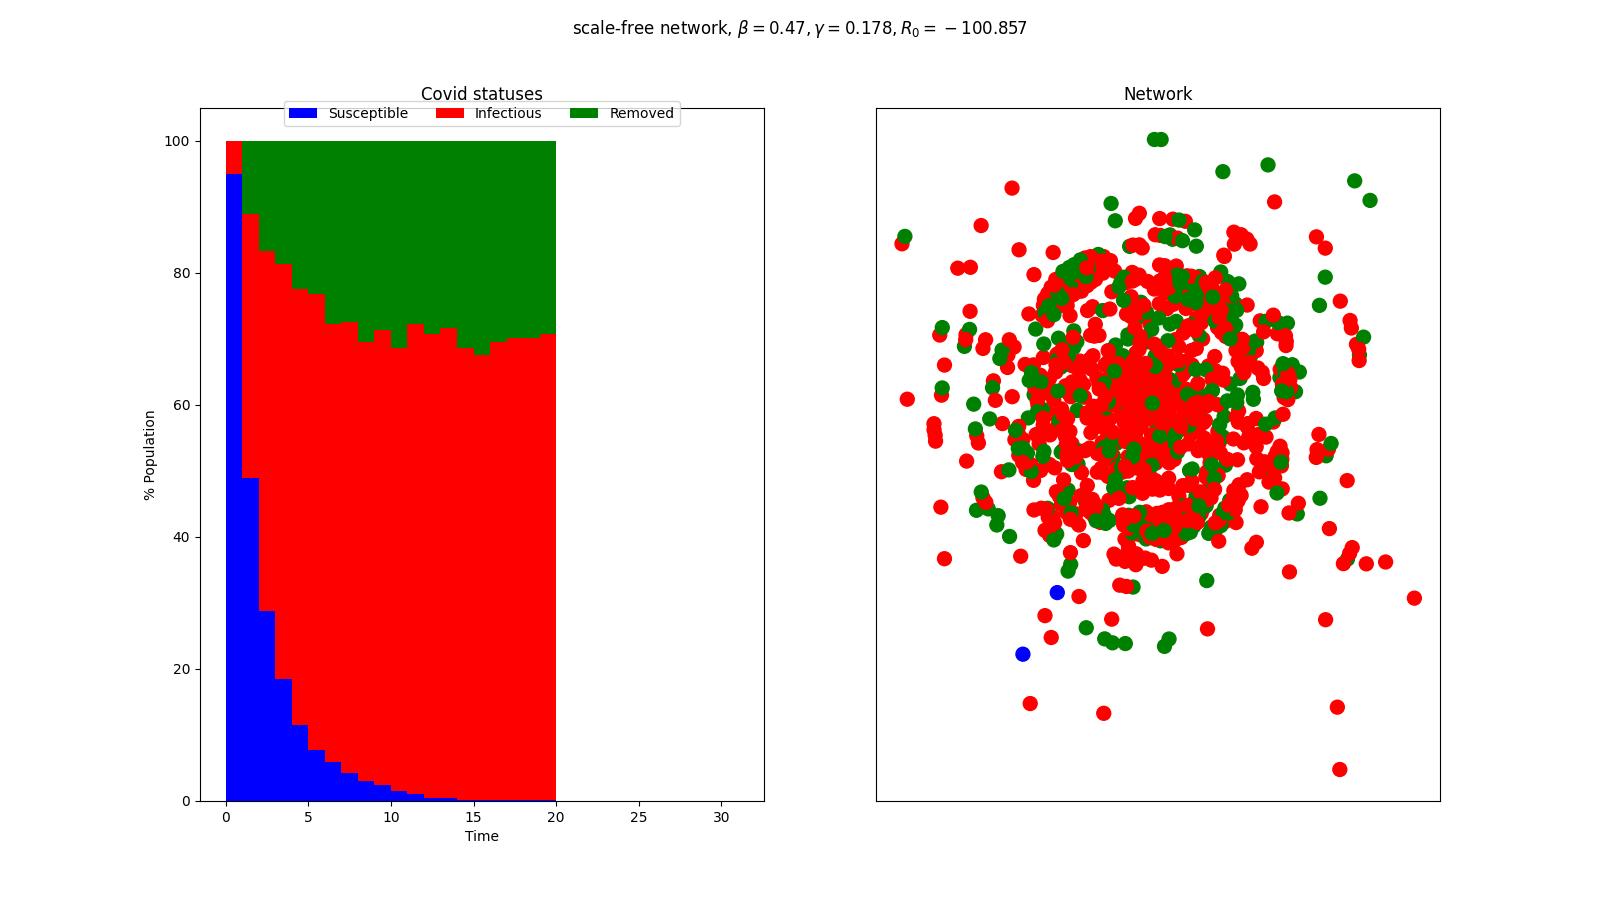 scale-free network, β = 0.47, γ = 0.178, R₀ = − 100.857
Covid statuses
Susceptible Infectious Removed
100
80
60
40
20
0
% Population
0 5 10 15 20 25 30
Time
Network